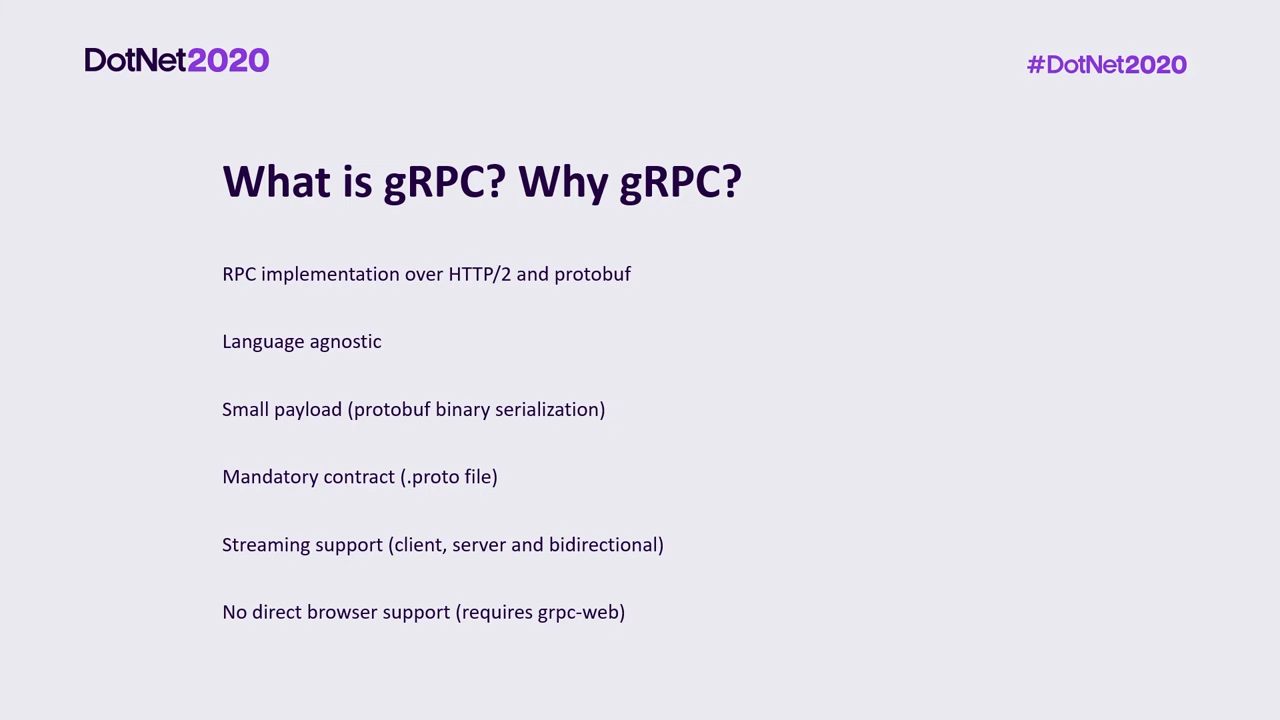 DotNet2020
#DotNet2020
What is gRPC? Why gRPC?
RPC implementation over HTTP/2 and protobuf
Language agnostic
Small payload (protobuf binary serialization)
Mandatory contract (.proto file)
Streaming support (client, server and bidirectional)
No direct browser support (requires grpc-web)